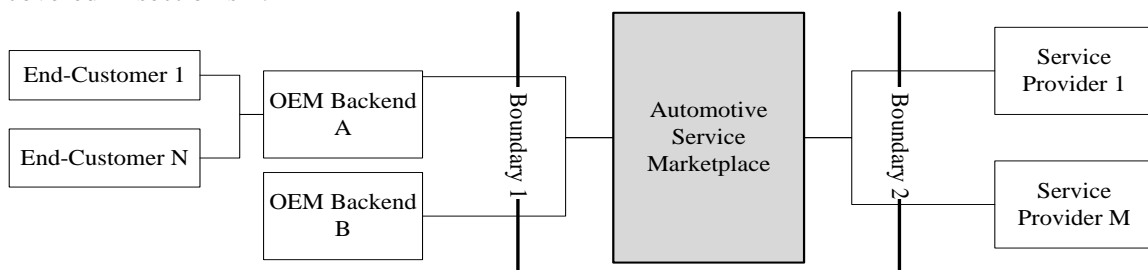 End-Customer 1
End-Customer N
OEM Backend
A
OEM Backend
B
Boundary 1
Automotive
Service
Marketplace
Boundary 2
Service
Provider 1
Service
Provider M